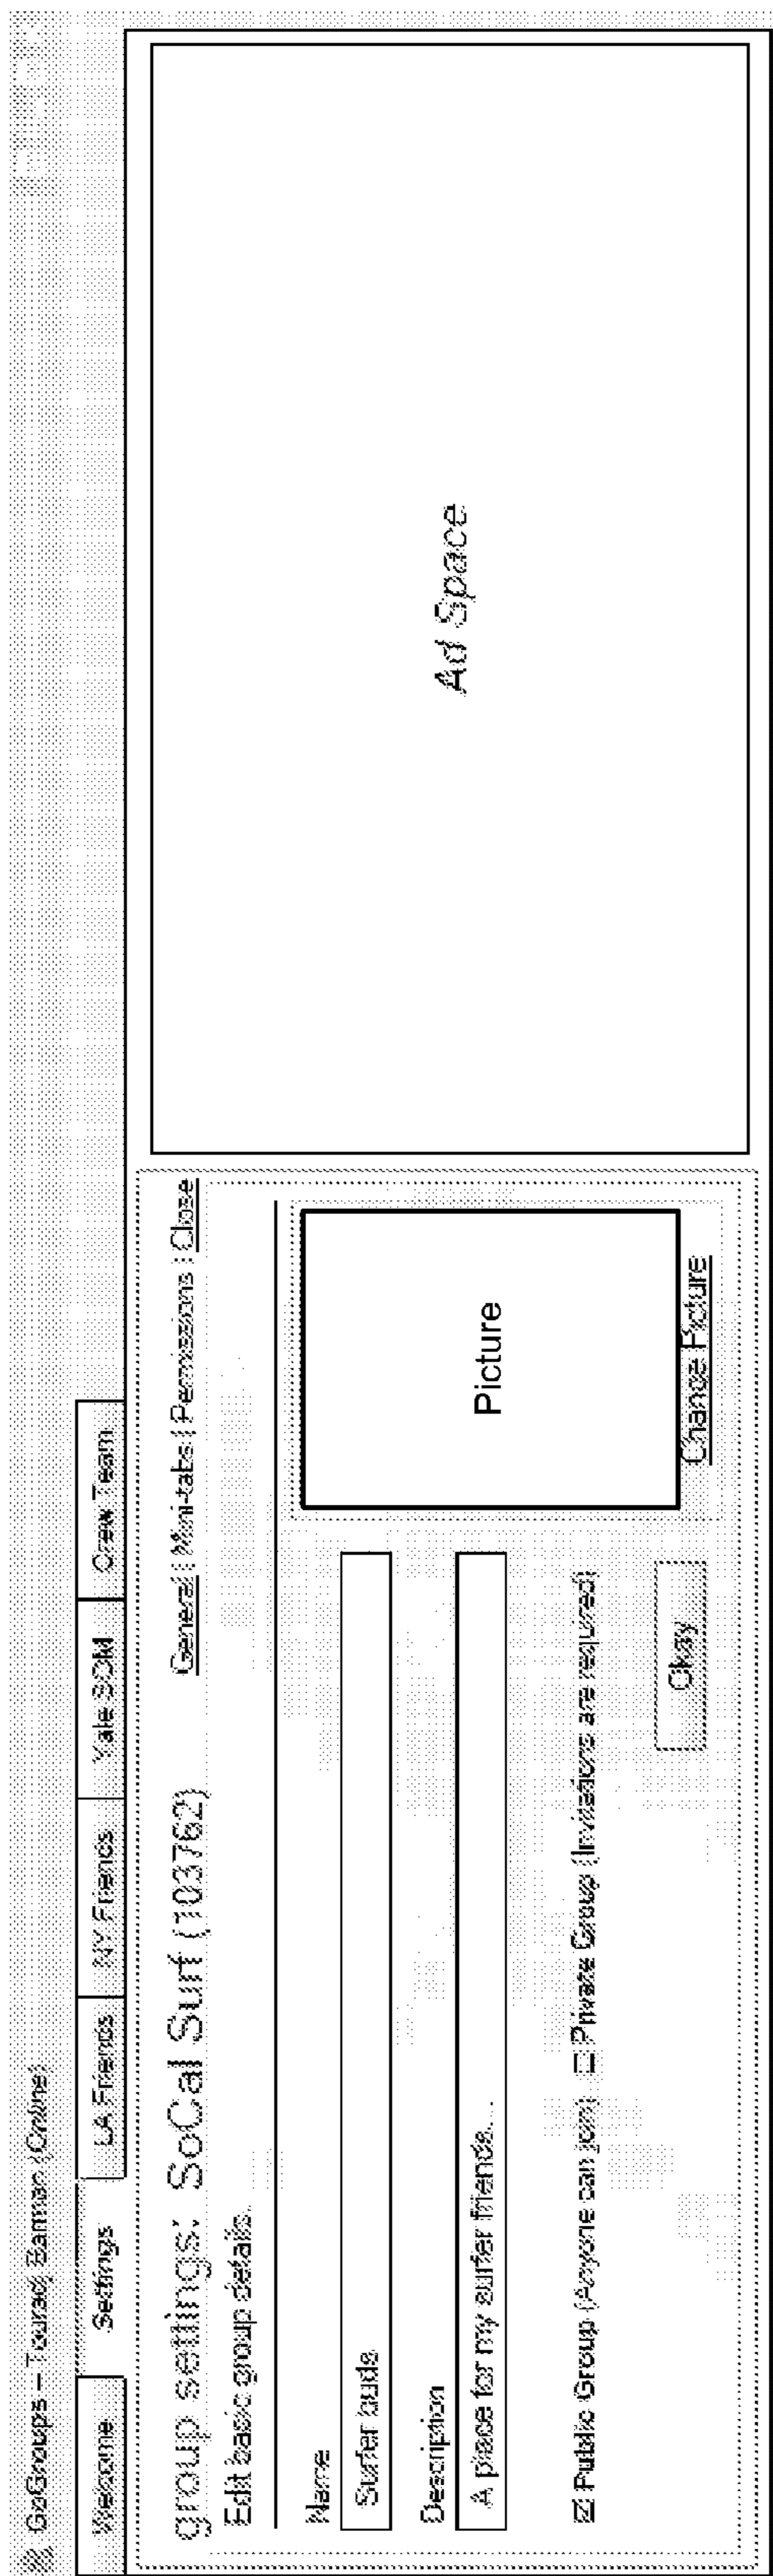 GoGroups – Touradj Barman (Online)
Welcome Settings LA Friends NY Friends Yale SOM Crew Team
group settings: SoCal Surf (103762) General | Mini-tabs | Permissions | Close
Edit basic group details.
Name
Surfer buds
Description
A place for my surfer friends...
Picture
Change Picture
☑ Public Group (Anyone can join) ☐ Private Group (Invitations are required)
Okay
Ad Space